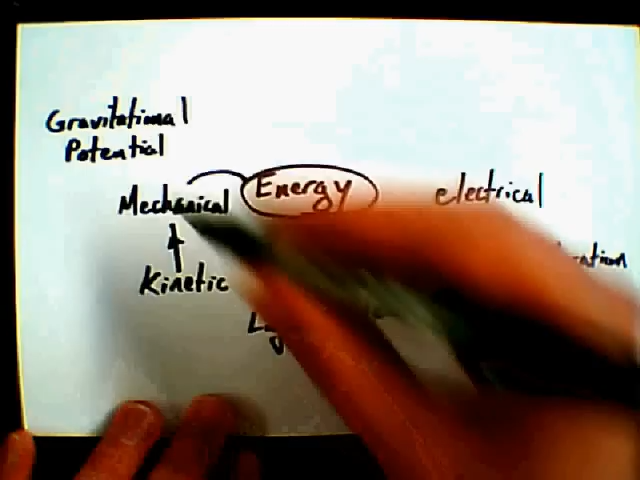 Gravitational
Potential
Mechanical
Energy
electrical
Kinetic